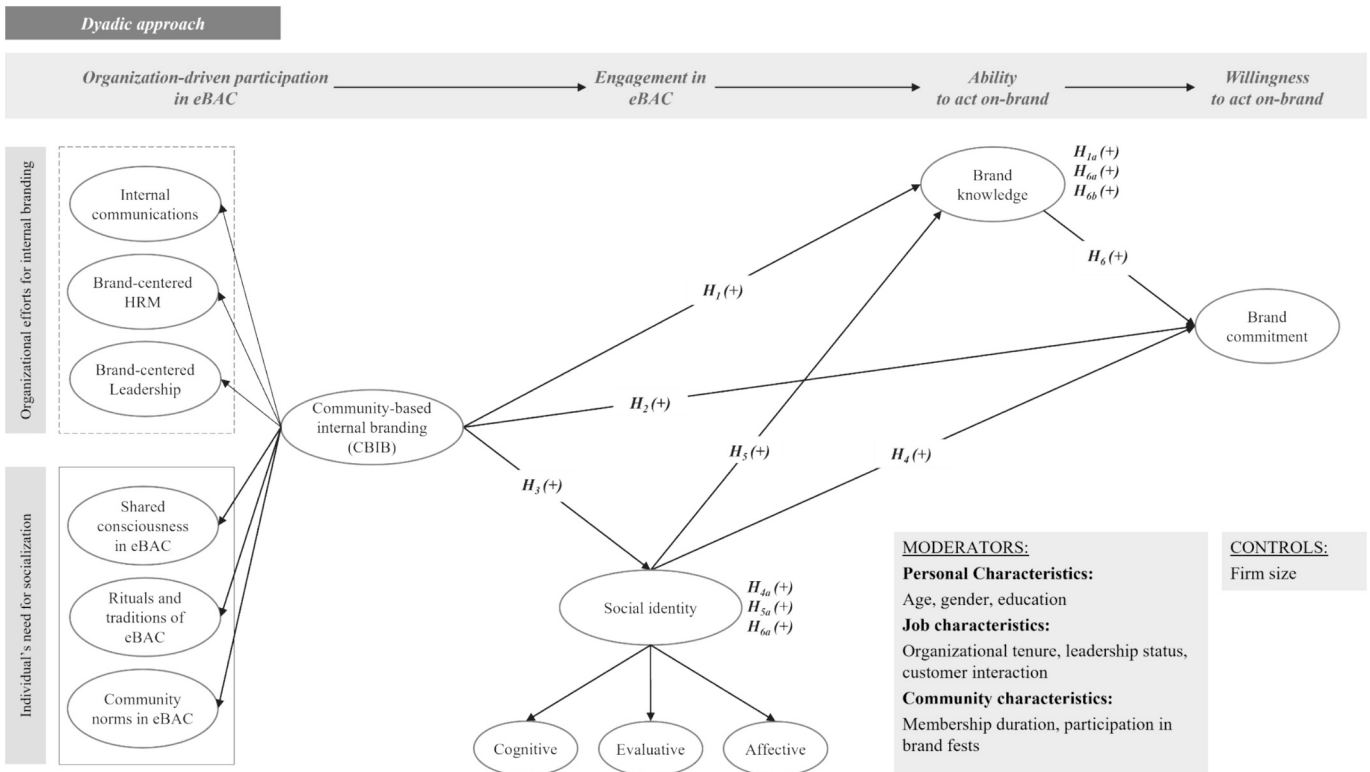 Dyadic approach
Organization-driven participation
in eBAC
Engagement in
eBAC
Ability
to act on-brand
Willingness
to act on-brand
Organizational efforts for internal branding
Internal
communications
Brand-centered
HRM
Brand-centered
Leadership
Individual's need for socialization
Shared
consciousness
in eBAC
Rituals and
traditions of
eBAC
Community
norms in eBAC
Community-based
internal branding
(CBIB)
H1 (+)
H2 (+)
H3 (+)
H5 (+)
H4 (+)
H6 (+)
Brand
knowledge
H1a (+)
H6a (+)
H6b (+)
Brand
commitment
Social identity
H4a (+)
H5a (+)
H6a (+)
Cognitive
Evaluative
Affective
MODERATORS:
Personal Characteristics:
Age, gender, education
Job characteristics:
Organizational tenure, leadership status,
customer interaction
Community characteristics:
Membership duration, participation in
brand fests
CONTROLS:
Firm size